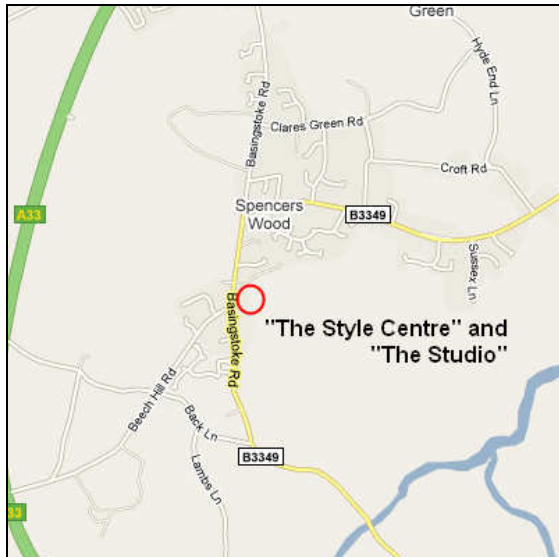 Green
Hyde End Ln
Basingstoke Rd
Clares Green Rd
Croft Rd
A33
Spencers
Wood
B3349
Sussex Ln
Basingstoke Rd
"The Style Centre" and
"The Studio"
Beech Hill Rd
Back Ln
B3349
Lambs Ln
33